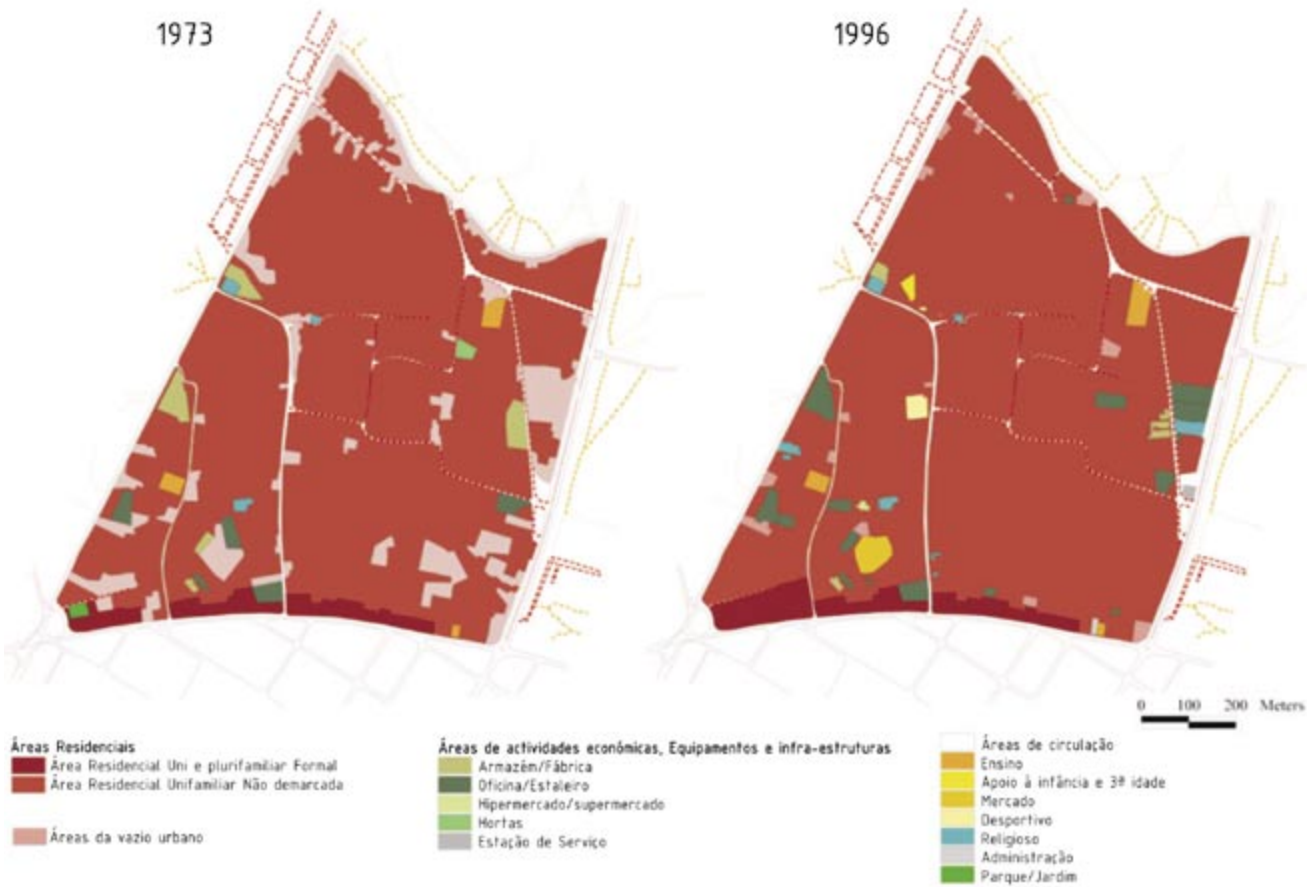 1973
1996
0 100 200 Meters
Áreas Residenciais
Área Residencial Uni e plurifamiliar Formal
Área Residencial Unifamiliar Não demarcada
Áreas da vazio urbano
Áreas de actividades económicas, Equipamentos e infra-estruturas
Armazém/Fábrica
Oficina/Estaleiro
Hipermercado/supermercado
Hortas
Estação de Serviço
Áreas de circulação
Ensino
Apoio à infância e 3ª idade
Mercado
Desportivo
Religioso
Administração
Parque/Jardim